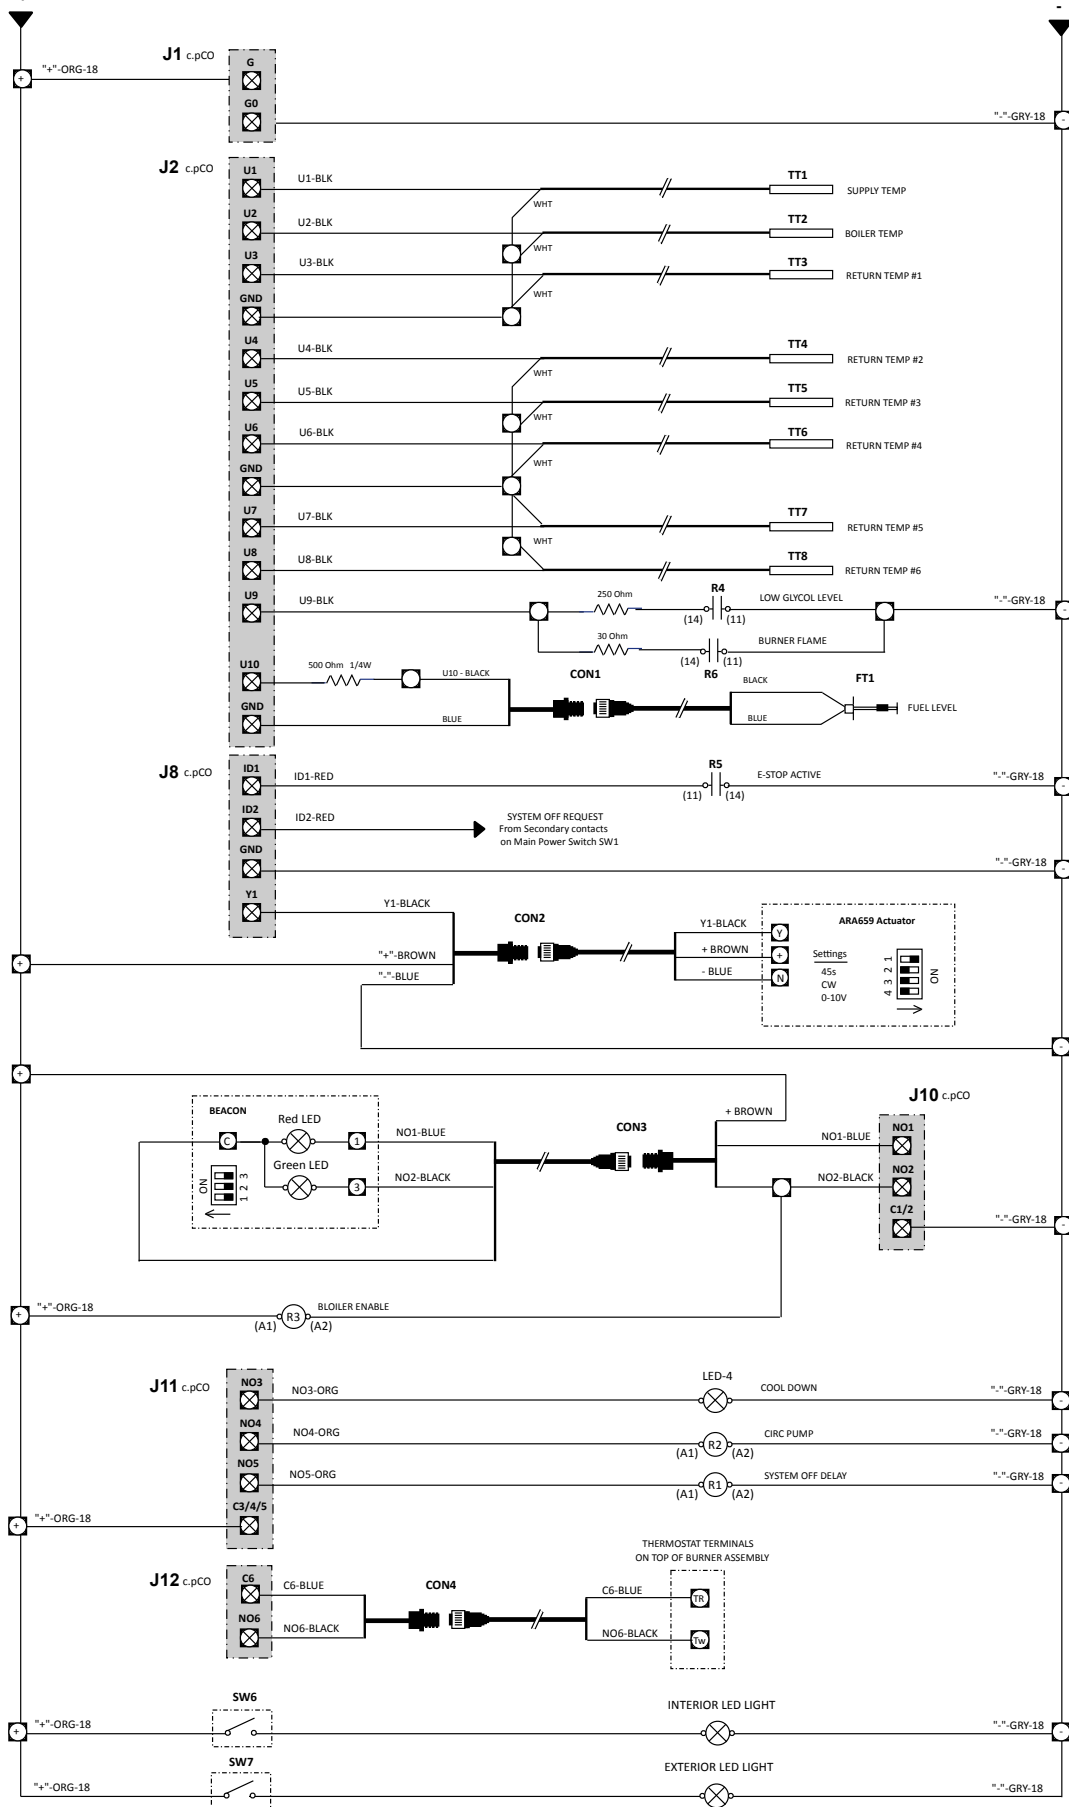 -
J1 c.pCO
G
"+"-ORG-18
+
G0
"-"-GRY-18
-
J2 c.pCO
U1
U1-BLK
WHT
TT1
SUPPLY TEMP
U2
U2-BLK
WHT
TT2
BOILER TEMP
U3
U3-BLK
WHT
TT3
RETURN TEMP #1
GND
U4
U4-BLK
WHT
TT4
RETURN TEMP #2
U5
U5-BLK
WHT
TT5
RETURN TEMP #3
U6
U6-BLK
WHT
TT6
RETURN TEMP #4
GND
U7
U7-BLK
WHT
TT7
RETURN TEMP #5
U8
U8-BLK
TT8
RETURN TEMP #6
U9
U9-BLK
250 Ohm
R4
LOW GLYCOL LEVEL
"-"-GRY-18
-
(14) (11)
30 Ohm
BURNER FLAME
(14) (11)
R6
U10
500 Ohm 1/4W
U10 - BLACK
CON1
BLACK
FT1
FUEL LEVEL
GND
BLUE
BLUE
J8 c.pCO
ID1
ID1-RED
R5
E-STOP ACTIVE
"-"-GRY-18
-
(11) (14)
ID2
ID2-RED
SYSTEM OFF REQUEST
From Secondary contacts
on Main Power Switch SW1
GND
"-"-GRY-18
-
Y1
Y1-BLACK
CON2
Y1-BLACK
Y
ARA659 Actuator
+
"+"-BROWN
+ BROWN
+
"-"-BLUE
- BLUE
N
Settings
45s
CW
0-10V
4 3 2 1
ON
-
+
BEACON
C
Red LED
1
NO1-BLUE
Green LED
3
NO2-BLACK
ON
1 2 3
CON3
+ BROWN
NO1-BLUE
NO2-BLACK
J10 c.pCO
NO1
NO2
C1/2
"-"-GRY-18
-
+
"+"-ORG-18
R3
BLOILER ENABLE
(A1) (A2)
J11 c.pCO
NO3
NO3-ORG
LED-4
COOL DOWN
"-"-GRY-18
-
NO4
NO4-ORG
R2
CIRC PUMP
"-"-GRY-18
-
(A1) (A2)
NO5
NO5-ORG
R1
SYSTEM OFF DELAY
"-"-GRY-18
-
(A1) (A2)
C3/4/5
+
"+"-ORG-18
THERMOSTAT TERMINALS
ON TOP OF BURNER ASSEMBLY
J12 c.pCO
C6
C6-BLUE
CON4
C6-BLUE
TR
NO6
NO6-BLACK
NO6-BLACK
Tw
SW6
INTERIOR LED LIGHT
+
"+"-ORG-18
"-"-GRY-18
-
SW7
EXTERIOR LED LIGHT
"+"-ORG-18
"-"-GRY-18